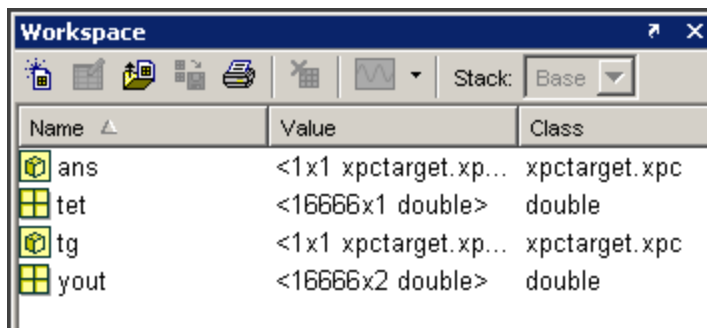 Workspace
Stack: Base
Name Value Class
ans <1x1 xpctarget.xp... xpctarget.xpc
tet <16666x1 double> double
tg <1x1 xpctarget.xp... xpctarget.xpc
yout <16666x2 double> double